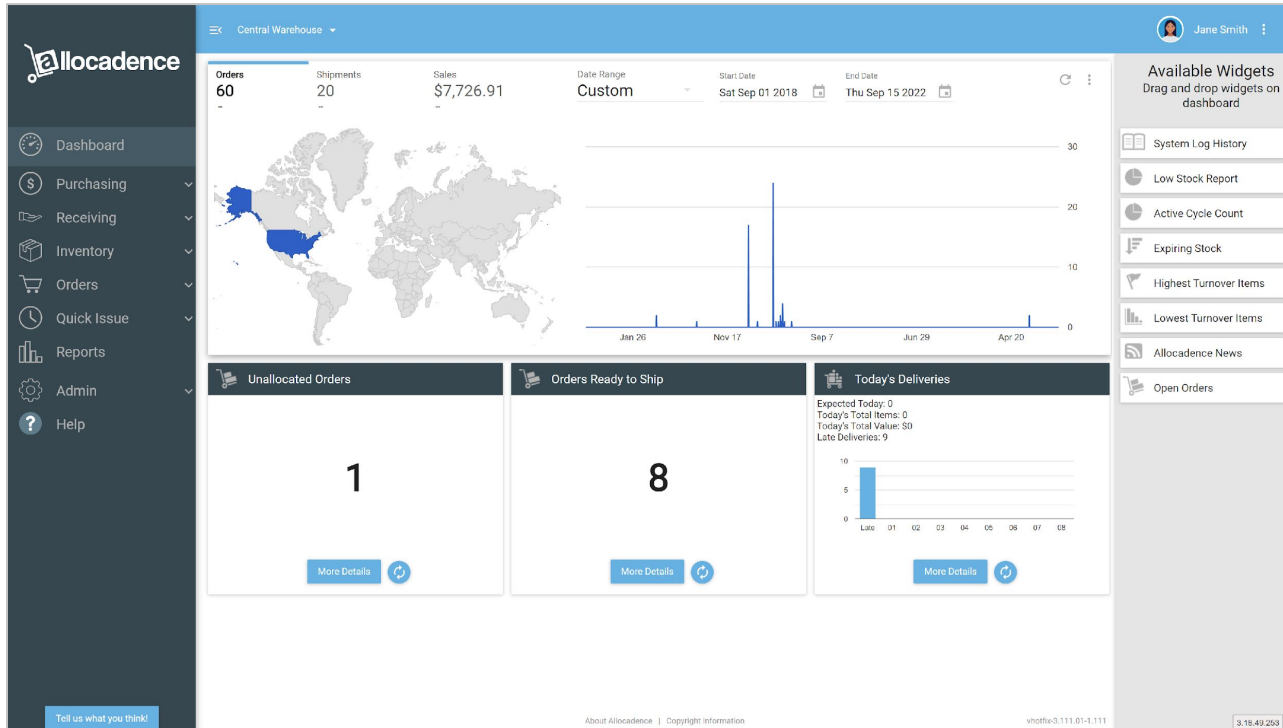 allocadence
Central Warehouse
Jane Smith
Dashboard
Purchasing
Receiving
Inventory
Orders
Quick Issue
Reports
Admin
Help
Tell us what you think!
Orders
60
-
Shipments
20
-
Sales
$7,726.91
-
Date Range
Custom
Start Date
Sat Sep 01 2018
End Date
Thu Sep 15 2022
30
20
10
0
Jan 26
Nov 17
Sep 7
Jun 29
Apr 20
Unallocated Orders
1
More Details
Orders Ready to Ship
8
More Details
Today's Deliveries
Expected Today: 0
Today's Total Items: 0
Today's Total Value: $0
Late Deliveries: 9
10
5
0
Late 01 02 03 04 05 06 07 08
More Details
Available Widgets
Drag and drop widgets on
dashboard
System Log History
Low Stock Report
Active Cycle Count
Expiring Stock
Highest Turnover Items
Lowest Turnover Items
Allocadence News
Open Orders
About Allocadence | Copyright Information
vhotfix-3.111.01-1.111
3.18.49.253